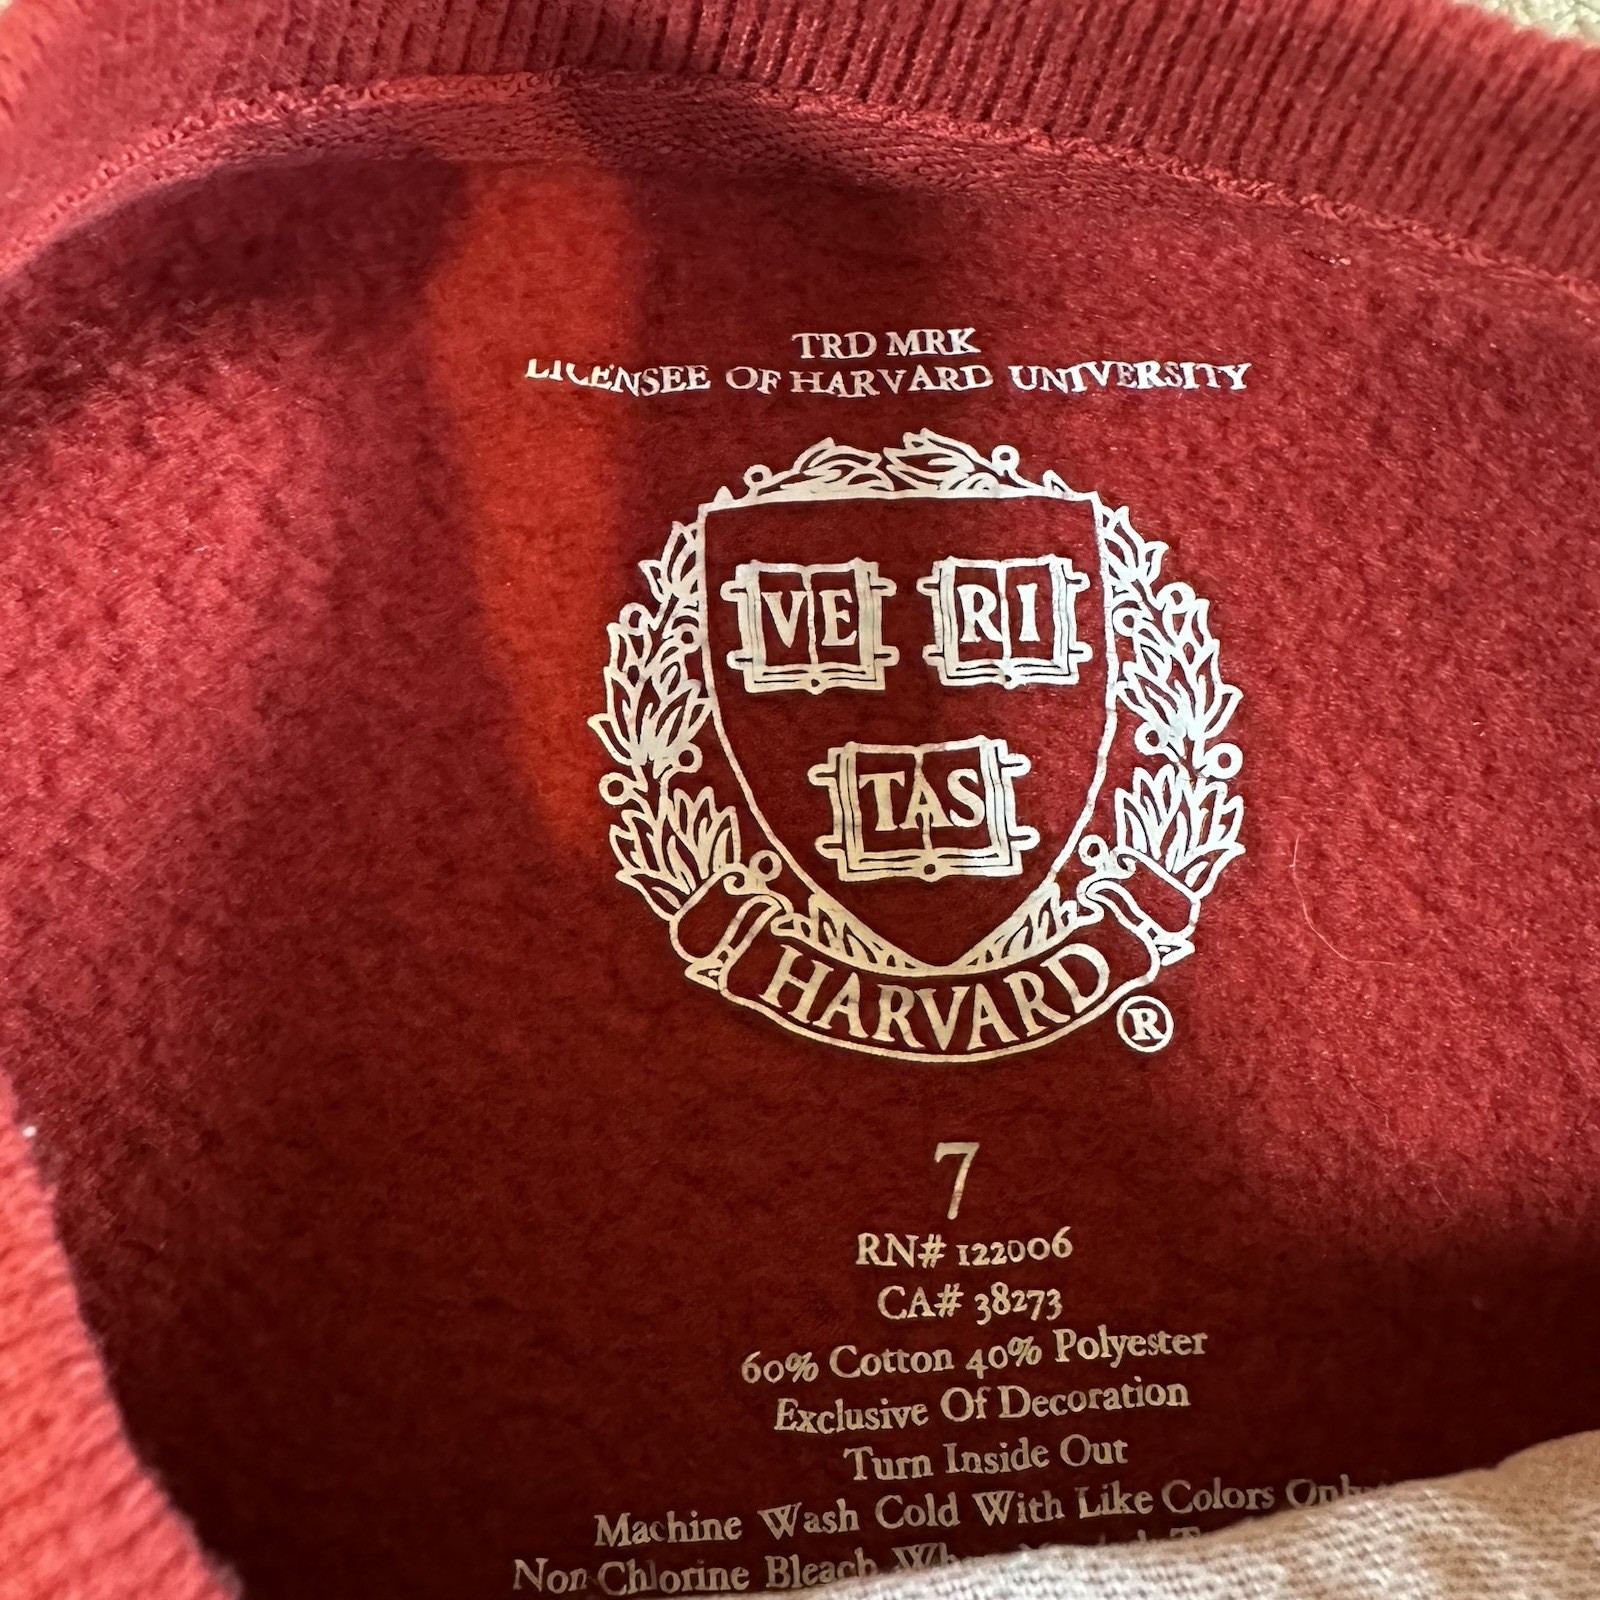 TRD MRK
LICENSEE OF HARVARD UNIVERSITY
VE RI
TAS
HARVARD ®
7
RN# 122006
CA# 38273
60% Cotton 40% Polyester
Exclusive Of Decoration
Turn Inside Out
Machine Wash Cold With Like Colors Only
Non-Chlorine Bleach